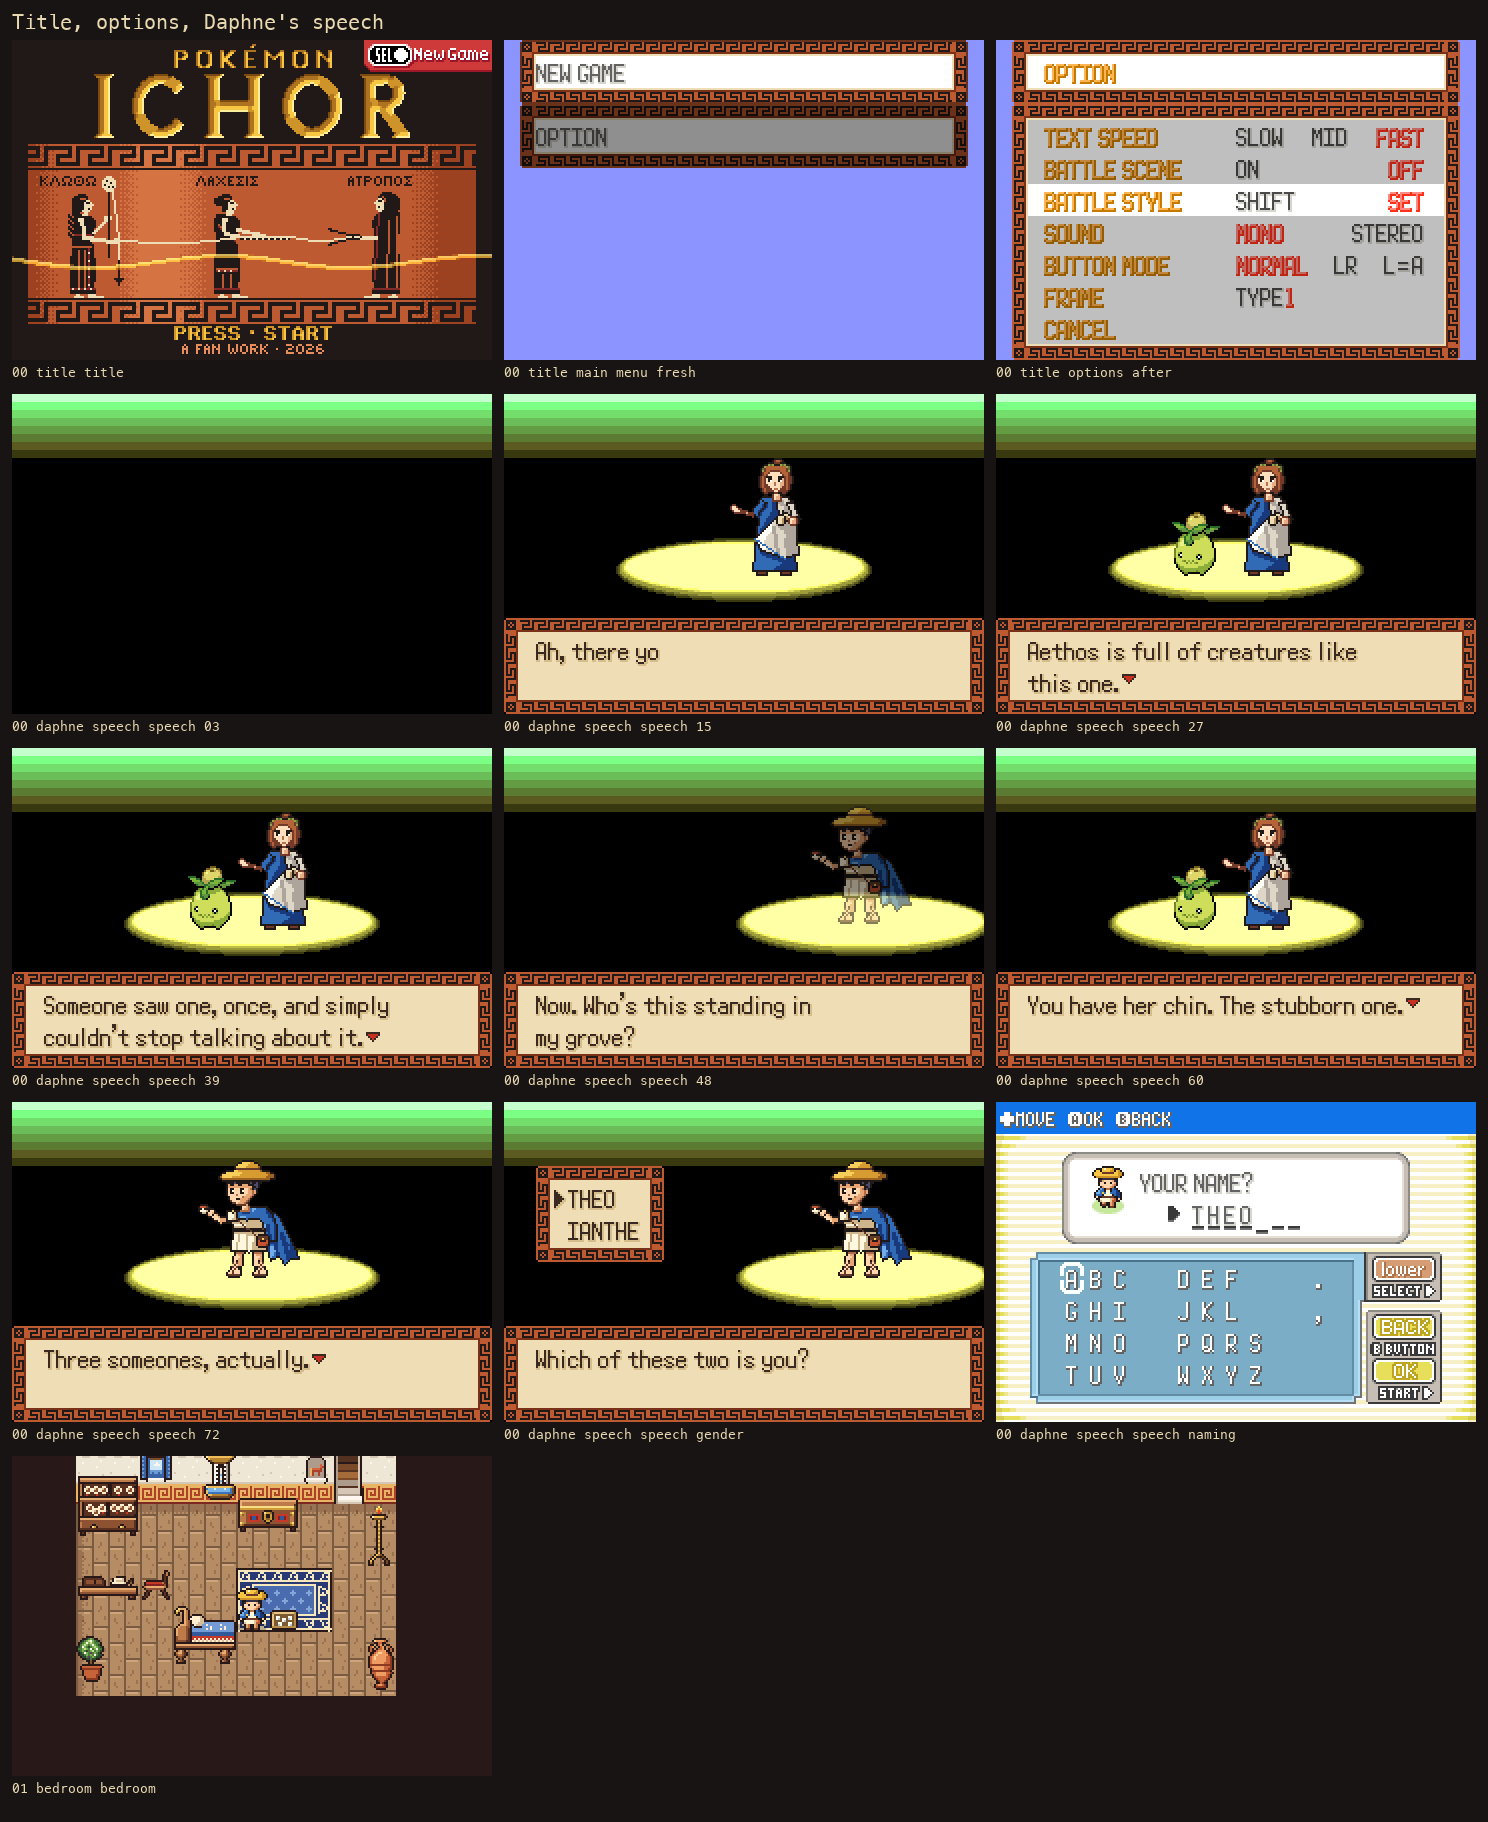 Title, options, Daphne's speech
POKÉMON
SEL New Game
ICHOR
ΚΛΩΘΩ ΛΑΧΕΣΙΣ ΑΤΡΟΠΟΣ
PRESS · START
A FAN WORK · 2026
00 title title
NEW GAME
OPTION
00 title main menu fresh
OPTION
TEXT SPEED SLOW MID FAST
BATTLE SCENE ON OFF
BATTLE STYLE SHIFT SET
SOUND MONO STEREO
BUTTON MODE NORMAL LR L=A
FRAME TYPE1
CANCEL
00 title options after
00 daphne speech speech 03
Ah, there yo
00 daphne speech speech 15
Aethos is full of creatures like
this one.
00 daphne speech speech 27
Someone saw one, once, and simply
couldn't stop talking about it.
00 daphne speech speech 39
Now. Who's this standing in
my grove?
00 daphne speech speech 48
You have her chin. The stubborn one.
00 daphne speech speech 60
Three someones, actually.
00 daphne speech speech 72
THEO
IANTHE
Which of these two is you?
00 daphne speech speech gender
MOVE A OK B BACK
YOUR NAME?
THEO_ _ _
A B C D E F .
G H I J K L ,
M N O P Q R S
T U V W X Y Z
lower
SELECT
BACK
B BUTTON
OK
START
00 daphne speech speech naming
01 bedroom bedroom